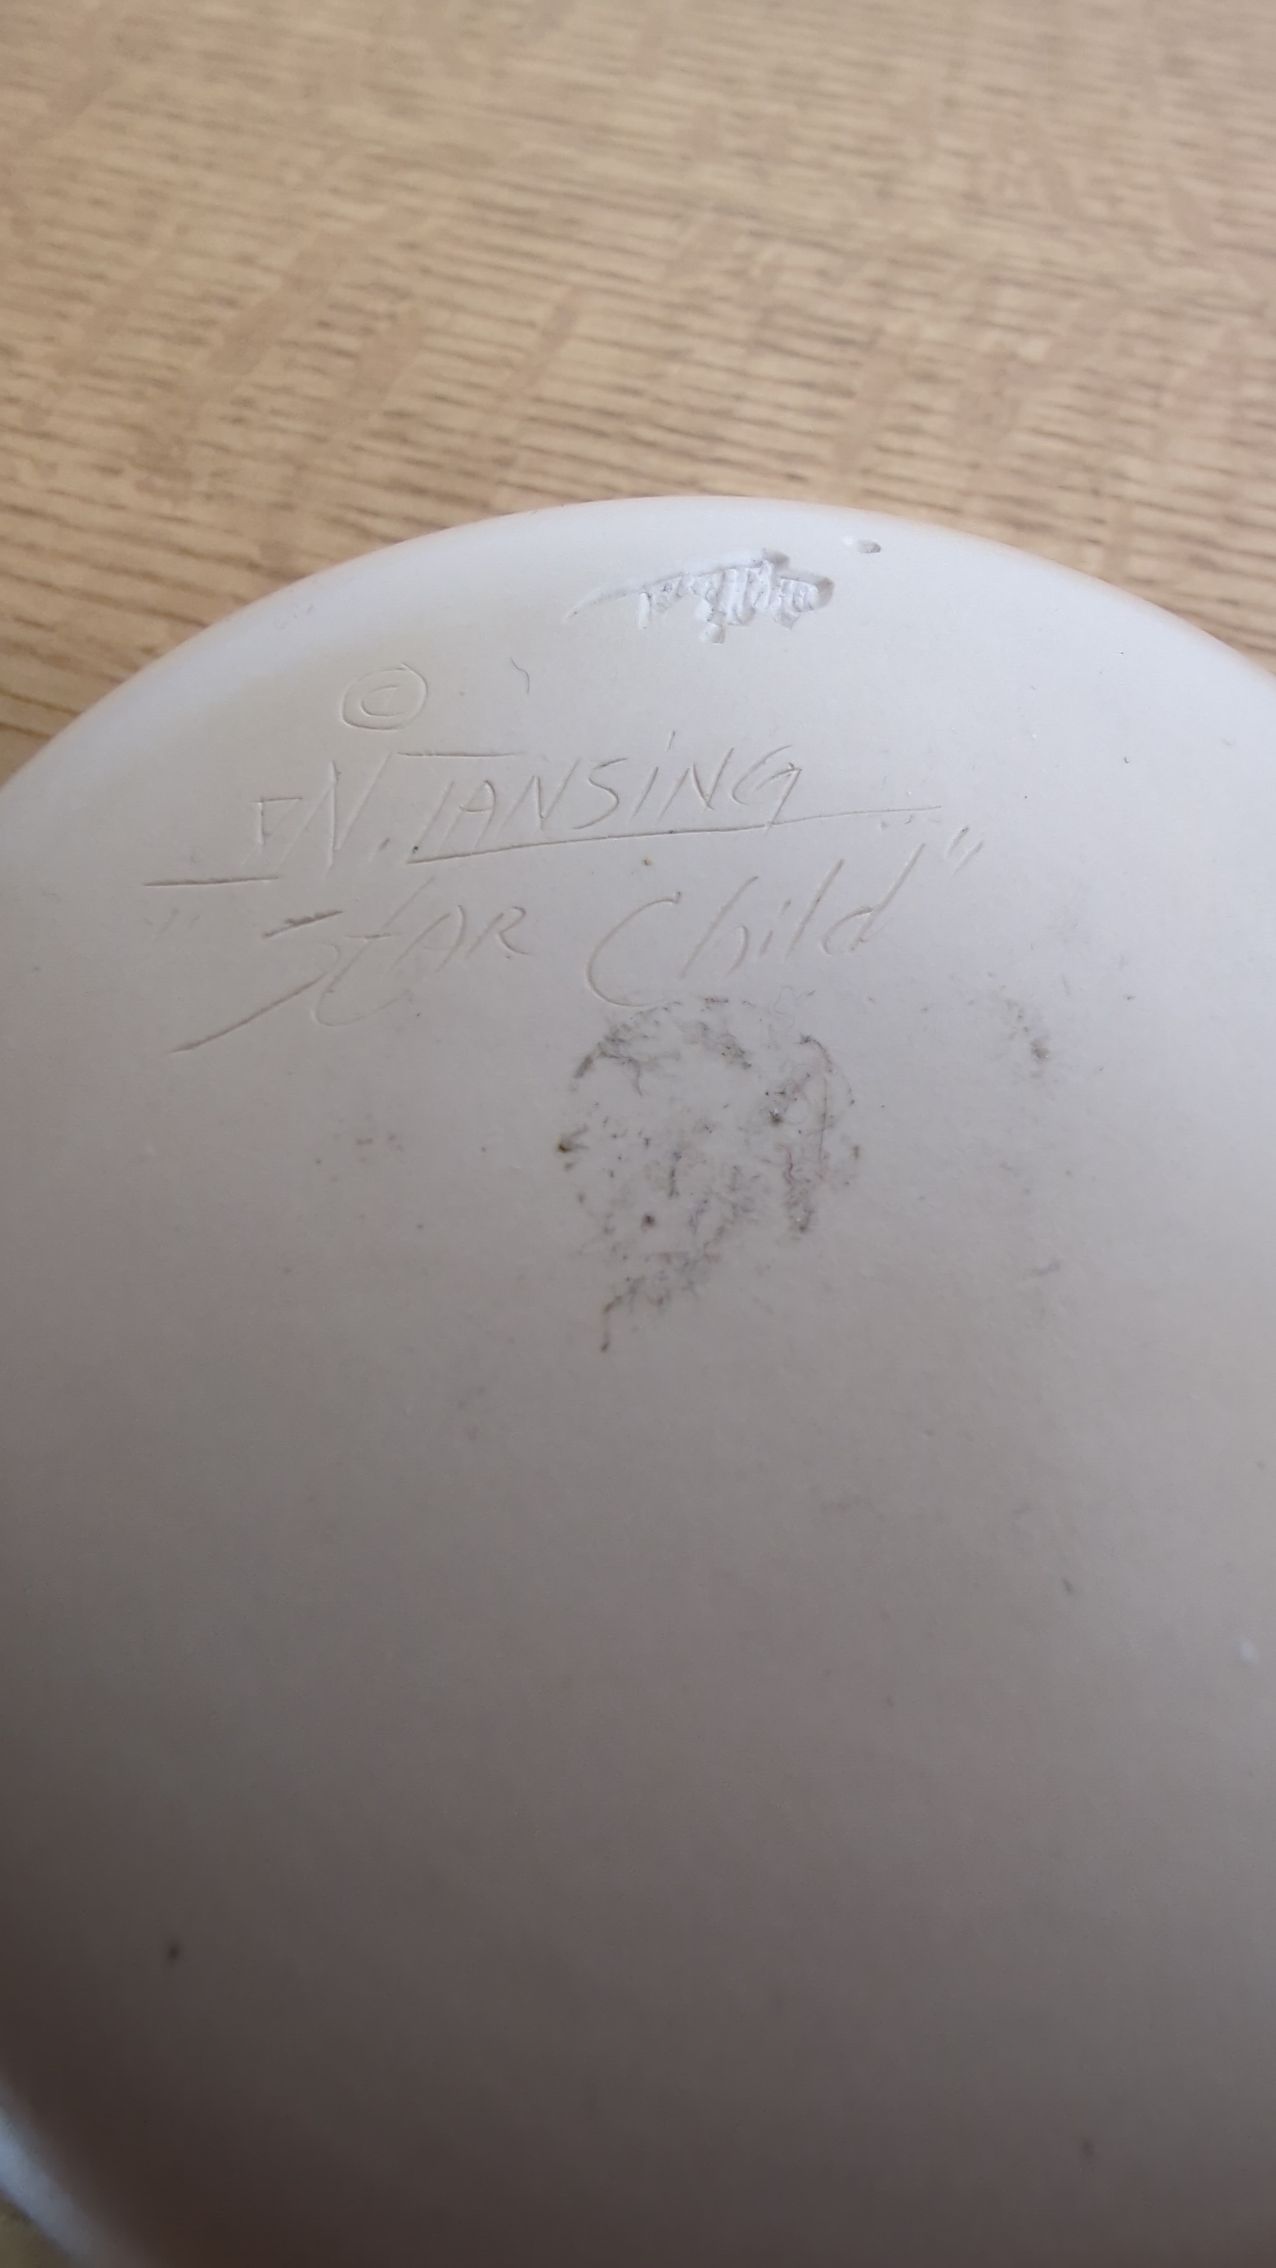 ©
N. TANSING
"STAR Child"